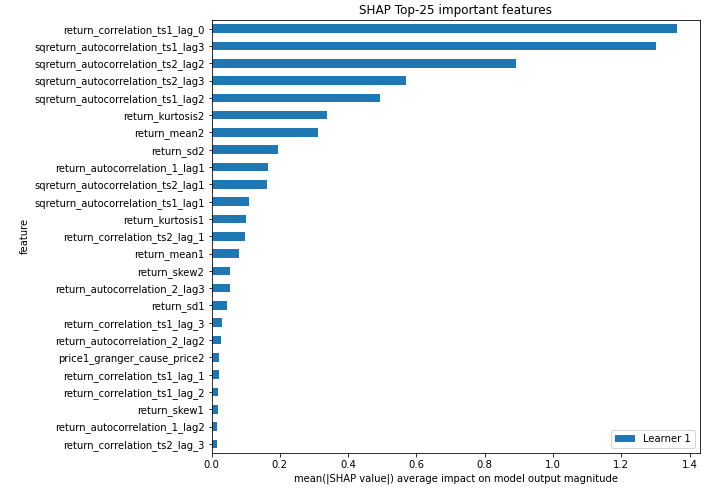 SHAP Top-25 important features
return_correlation_ts1_lag_0
sqreturn_autocorrelation_ts1_lag3
sqreturn_autocorrelation_ts2_lag2
sqreturn_autocorrelation_ts2_lag3
sqreturn_autocorrelation_ts1_lag2
return_kurtosis2
return_mean2
return_sd2
return_autocorrelation_1_lag1
sqreturn_autocorrelation_ts2_lag1
sqreturn_autocorrelation_ts1_lag1
return_kurtosis1
return_correlation_ts2_lag_1
return_mean1
return_skew2
return_autocorrelation_2_lag3
return_sd1
return_correlation_ts1_lag_3
return_autocorrelation_2_lag2
price1_granger_cause_price2
return_correlation_ts1_lag_1
return_correlation_ts1_lag_2
return_skew1
return_autocorrelation_1_lag2
return_correlation_ts2_lag_3
feature
Learner 1
0.0 0.2 0.4 0.6 0.8 1.0 1.2 1.4
mean(|SHAP value|) average impact on model output magnitude